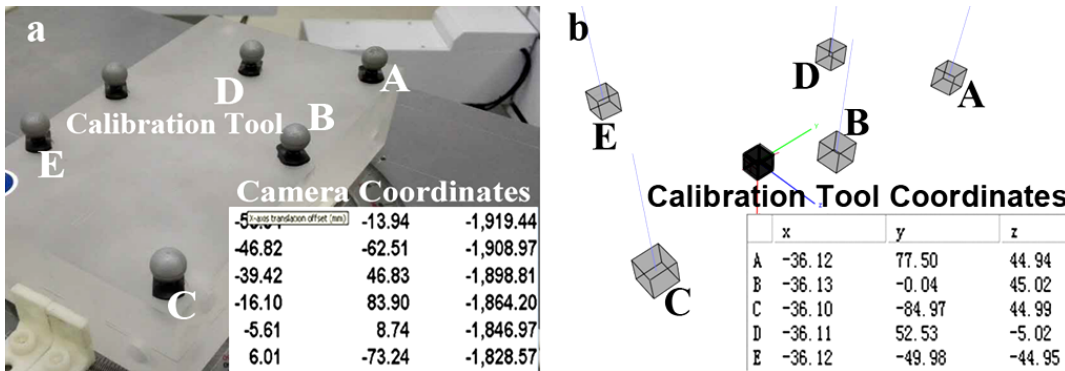 a
D
A
B
Calibration Tool
E
C
Camera Coordinates
X-axis translation offset (mm) -13.94 -1,919.44
-46.82 -62.51 -1,908.97
-39.42 46.83 -1,898.81
-16.10 83.90 -1,864.20
-5.61 8.74 -1,846.97
6.01 -73.24 -1,828.57
b
D
A
E
B
y
z
C
Calibration Tool Coordinates
x y z
A -36.12 77.50 44.94
B -36.13 -0.04 45.02
C -36.10 -84.97 44.99
D -36.11 52.53 -5.02
E -36.12 -49.98 -44.95